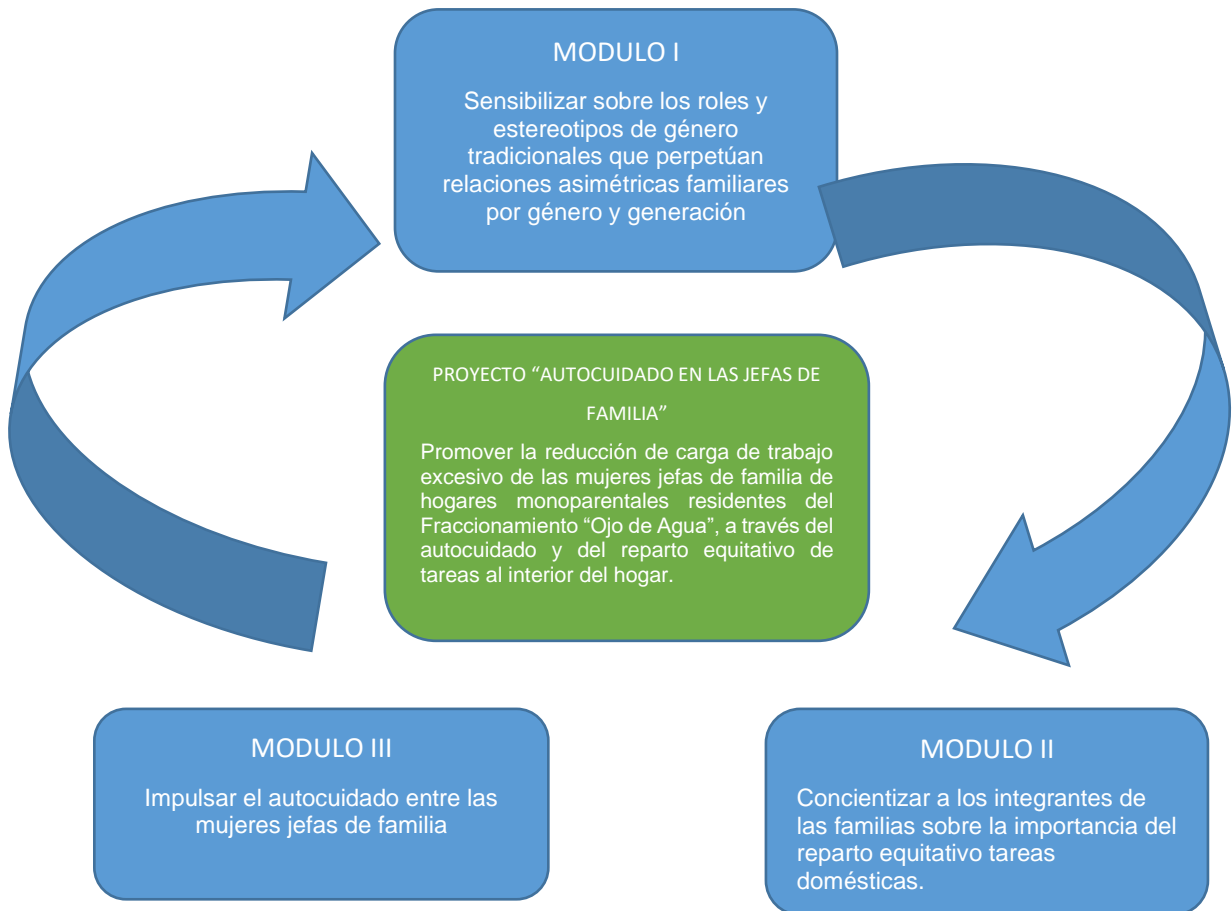 MODULO I
Sensibilizar sobre los roles y
estereotipos de género
tradicionales que perpetúan
relaciones asimétricas familiares
por género y generación
PROYECTO “AUTOCUIDADO EN LAS JEFAS DE
FAMILIA”
Promover la reducción de carga de trabajo
excesivo de las mujeres jefas de familia de
hogares monoparentales residentes del
Fraccionamiento “Ojo de Agua”, a través del
autocuidado y del reparto equitativo de
tareas al interior del hogar.
MODULO III
Impulsar el autocuidado entre las
mujeres jefas de familia
MODULO II
Concientizar a los integrantes de
las familias sobre la importancia del
reparto equitativo tareas
domésticas.